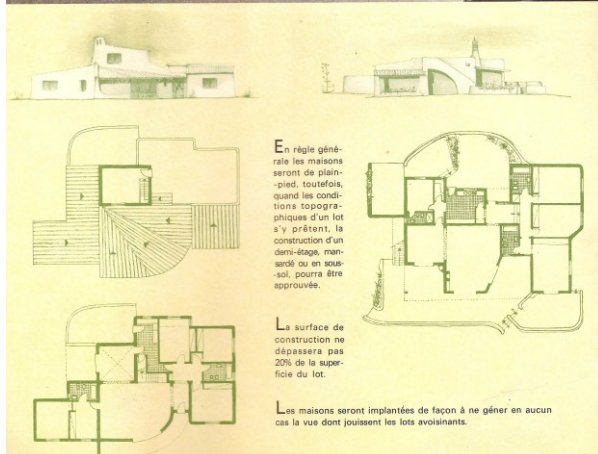 En règle géné-
rale les maisons
seront de plain-
-pied, toutefois,
quand les condi-
tions topogra-
phiques d'un lot
s'y prêtent, la
construction d'un
demi-étage, man-
sardé ou en sous-
-sol, pourra être
approuvée.
La surface de
construction ne
dépassera pas
20% de la super-
ficie du lot.
Les maisons seront implantées de façon à ne gêner en aucun
cas la vue dont jouissent les lots avoisinants.